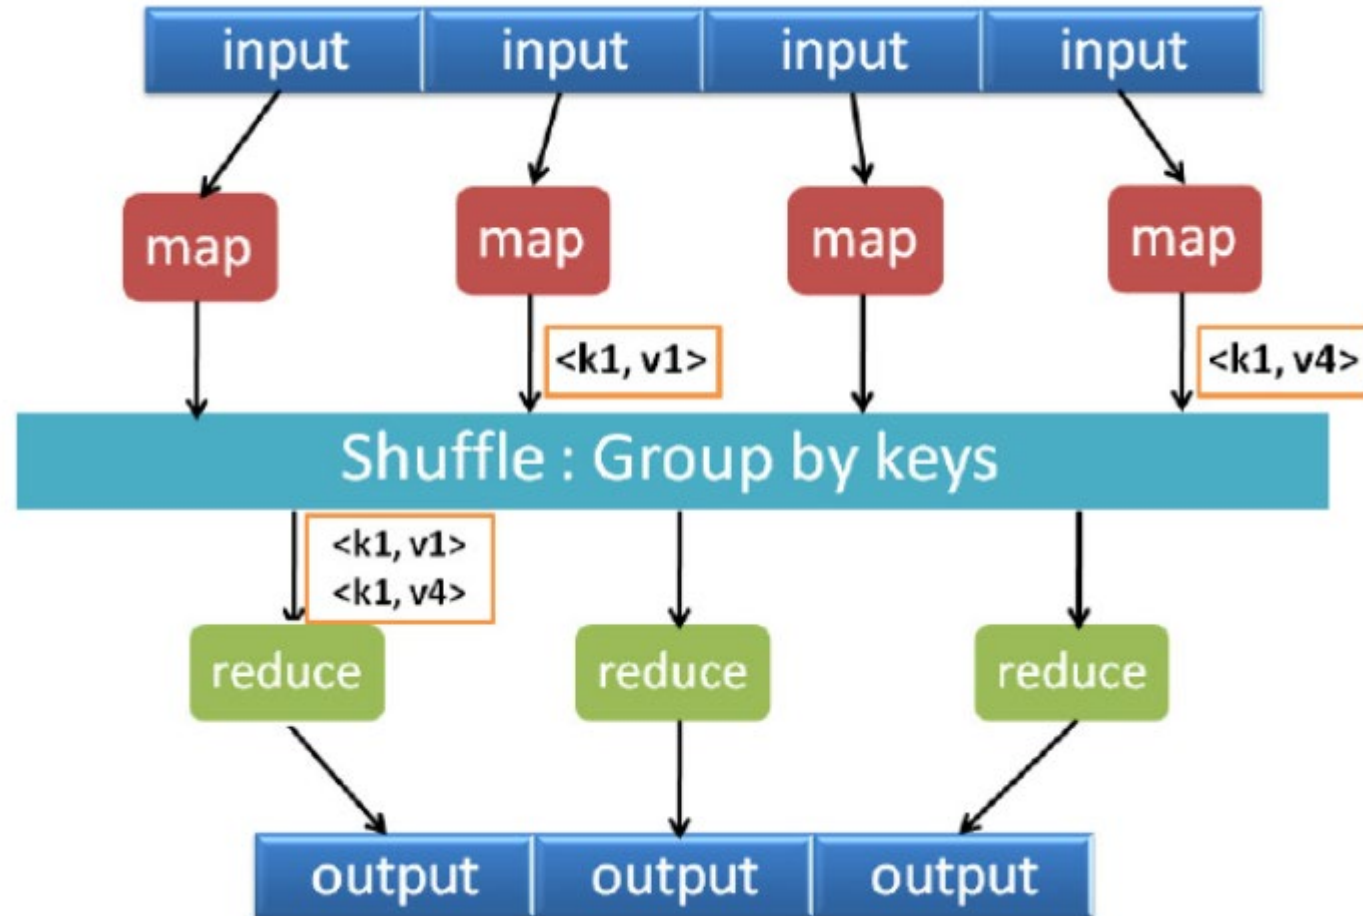 input input input input
map map map map
<k1, v1> <k1, v4>
Shuffle : Group by keys
<k1, v1>
<k1, v4>
reduce reduce reduce
output output output